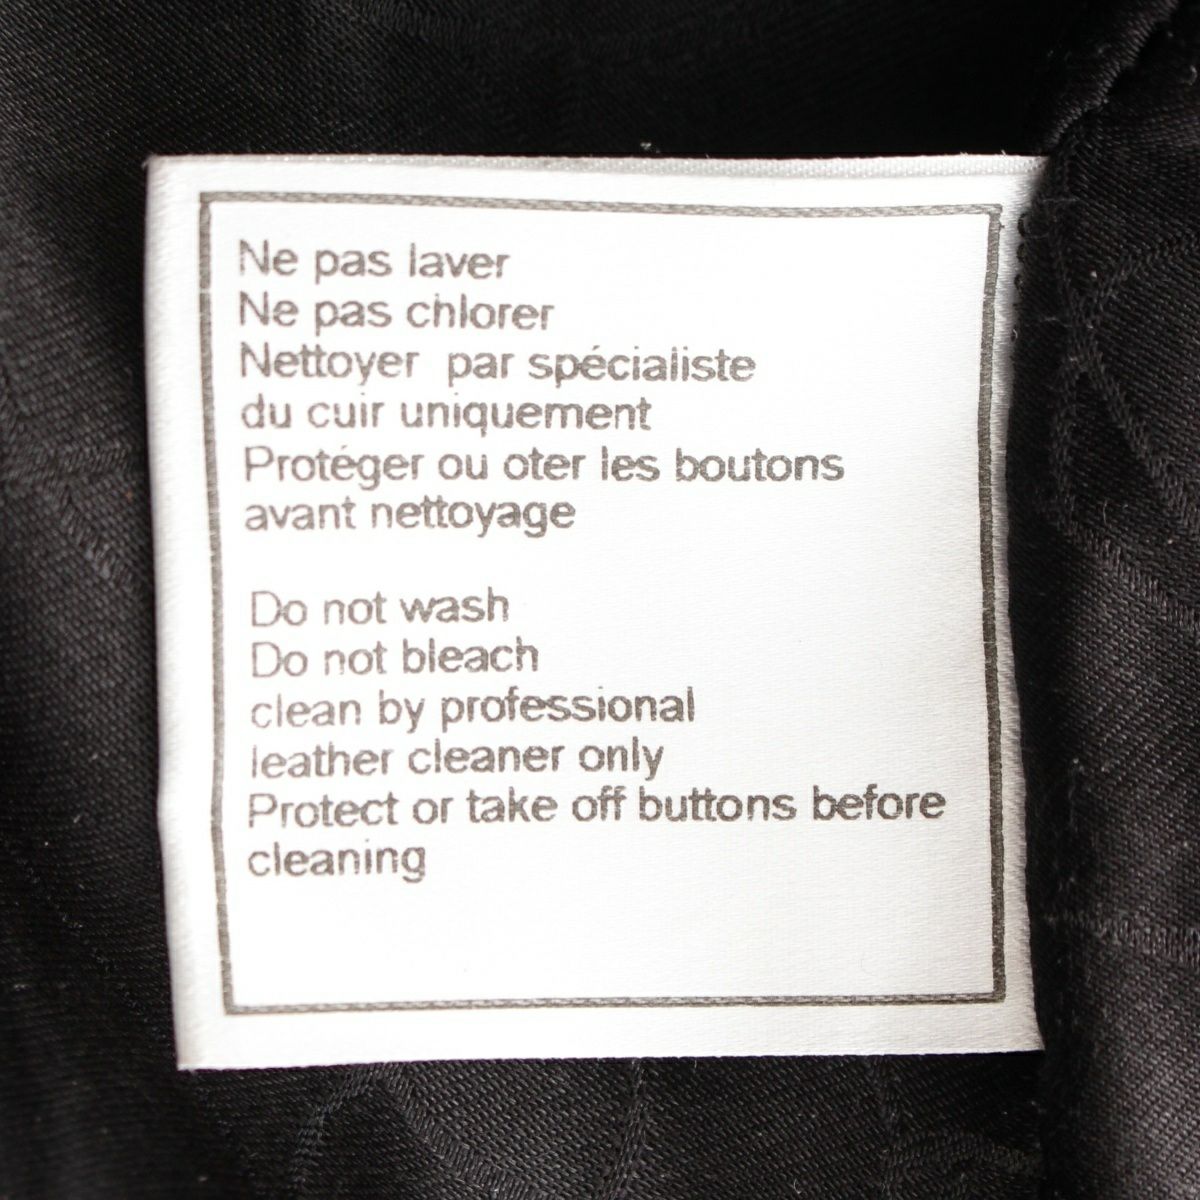 Ne pas laver
Ne pas chlorer
Nettoyer par spécialiste
du cuir uniquement
Protéger ou oter les boutons
avant nettoyage
Do not wash
Do not bleach
clean by professional
leather cleaner only
Protect or take off buttons before
cleaning